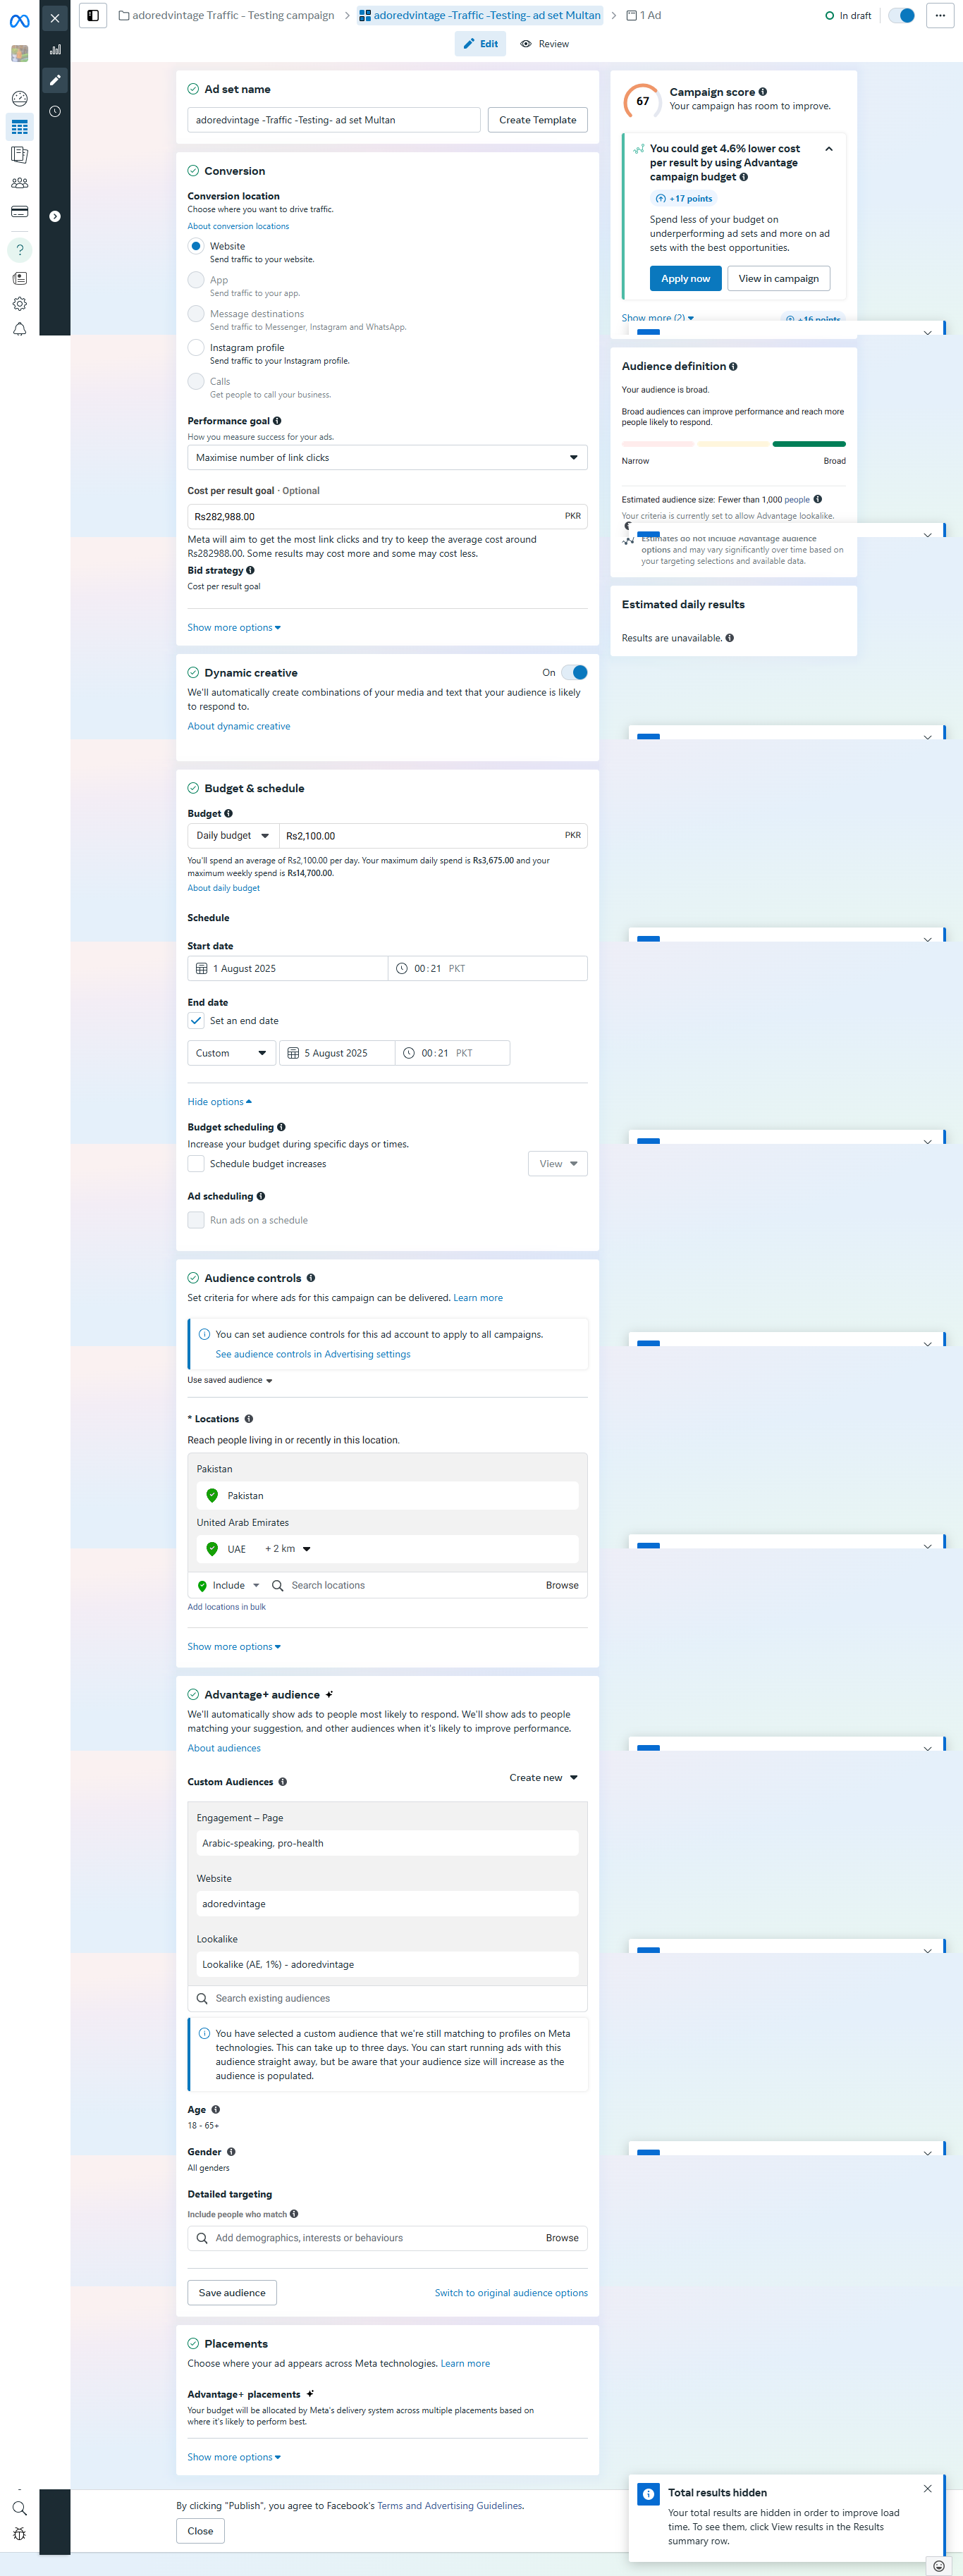 adoredvintage Traffic - Testing campaign
adoredvintage -Traffic -Testing- ad set Multan
1 Ad
In draft
Edit
Review
Ad set name
adoredvintage -Traffic -Testing- ad set Multan
Create Template
Conversion
Conversion location
Choose where you want to drive traffic.
About conversion locations
Website
Send traffic to your website.
App
Send traffic to your app.
Message destinations
Send traffic to Messenger, Instagram and WhatsApp.
Instagram profile
Send traffic to your Instagram profile.
Calls
Get people to call your business.
Performance goal
How you measure success for your ads.
Maximise number of link clicks
Cost per result goal · Optional
Rs282,988.00
PKR
Meta will aim to get the most link clicks and try to keep the average cost around
Rs282988.00. Some results may cost more and some may cost less.
Bid strategy
Cost per result goal
Show more options
Dynamic creative
On
We'll automatically create combinations of your media and text that your audience is likely
to respond to.
About dynamic creative
Budget & schedule
Budget
Daily budget
Rs2,100.00
PKR
You'll spend an average of Rs2,100.00 per day. Your maximum daily spend is Rs3,675.00 and your
maximum weekly spend is Rs14,700.00.
About daily budget
Schedule
Start date
1 August 2025
00:21 PKT
End date
Set an end date
Custom
5 August 2025
00:21 PKT
Hide options
Budget scheduling
Increase your budget during specific days or times.
Schedule budget increases
View
Ad scheduling
Run ads on a schedule
Audience controls
Set criteria for where ads for this campaign can be delivered. Learn more
You can set audience controls for this ad account to apply to all campaigns.
See audience controls in Advertising settings
Use saved audience
* Locations
Reach people living in or recently in this location.
Pakistan
Pakistan
United Arab Emirates
UAE
+ 2 km
Include
Search locations
Browse
Add locations in bulk
Show more options
Advantage+ audience
We'll automatically show ads to people most likely to respond. We'll show ads to people
matching your suggestion, and other audiences when it's likely to improve performance.
About audiences
Custom Audiences
Create new
Engagement – Page
Arabic-speaking, pro-health
Website
adoredvintage
Lookalike
Lookalike (AE, 1%) - adoredvintage
Search existing audiences
You have selected a custom audience that we're still matching to profiles on Meta
technologies. This can take up to three days. You can start running ads with this
audience straight away, but be aware that your audience size will increase as the
audience is populated.
Age
18 - 65+
Gender
All genders
Detailed targeting
Include people who match
Add demographics, interests or behaviours
Browse
Save audience
Switch to original audience options
Placements
Choose where your ad appears across Meta technologies. Learn more
Advantage+ placements
Your budget will be allocated by Meta's delivery system across multiple placements based on
where it's likely to perform best.
Show more options
By clicking "Publish", you agree to Facebook's Terms and Advertising Guidelines.
Close
67
Campaign score
Your campaign has room to improve.
You could get 4.6% lower cost
per result by using Advantage
campaign budget
+17 points
Spend less of your budget on
underperforming ad sets and more on ad
sets with the best opportunities.
Apply now
View in campaign
Show more (2)
+16 points
Audience definition
Your audience is broad.
Broad audiences can improve performance and reach more
people likely to respond.
Narrow
Broad
Estimated audience size: Fewer than 1,000 people
Your criteria is currently set to allow Advantage lookalike.
Estimates do not include Advantage audience
options and may vary significantly over time based on
your targeting selections and available data.
Estimated daily results
Results are unavailable.
Total results hidden
Your total results are hidden in order to improve load
time. To see them, click View results in the Results
summary row.